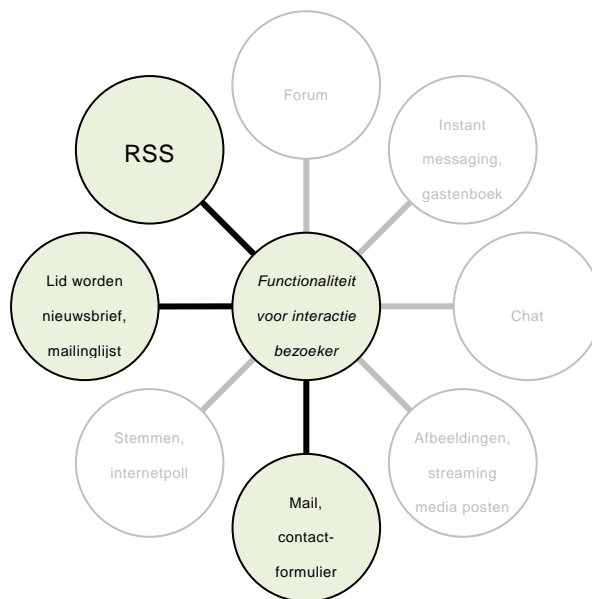 Forum
Instant
messaging,
gastenboek
RSS
Lid worden
nieuwsbrief,
mailinglijst
Functionaliteit
voor interactie
bezoeker
Chat
Stemmen,
internetpoll
Afbeeldingen,
streaming
media posten
Mail,
contact-
formulier